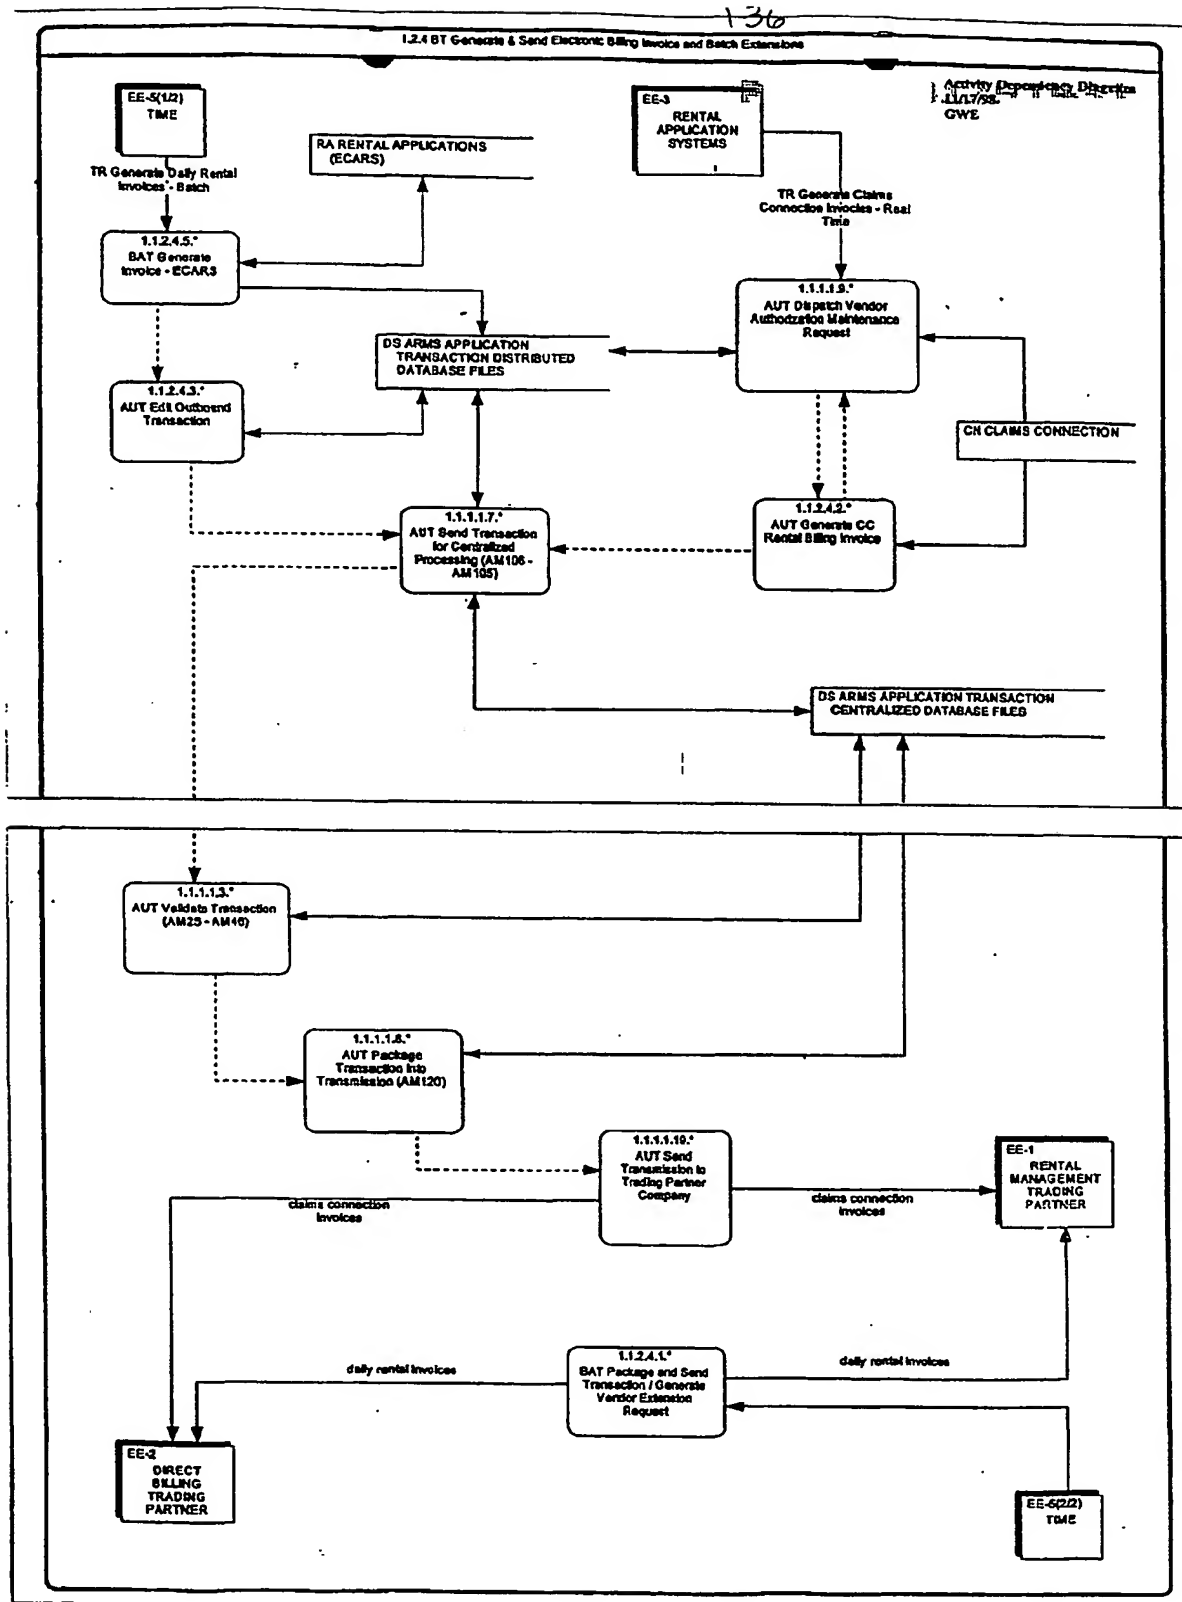 136
1.2.4 BT Generate & Send Electronic Billing Invoice and Batch Extensions
Activity Dependency Diagram
11/17/98
GWE
EE-5(1/2)
TIME
EE-3
RENTAL
APPLICATION
SYSTEMS
RA RENTAL APPLICATIONS
(ECARS)
TR Generate Daily Rental
Invoices - Batch
TR Generate Claims
Connection Invocies - Real
Time
1.1.2.4.5.*
BAT Generate
Invoice - ECARS
1.1.1.1.9.*
AUT Dispatch Vendor
Authorization Maintenance
Request
DS ARMS APPLICATION
TRANSACTION DISTRIBUTED
DATABASE FILES
1.1.2.4.3.*
AUT Edit Outbound
Transaction
CN CLAIMS CONNECTION
1.1.1.1.7.*
AUT Send Transaction
for Centralized
Processing (AM106 -
AM105)
1.1.2.4.2.*
AUT Generate CC
Rental Billing Invoice
DS ARMS APPLICATION TRANSACTION
CENTRALIZED DATABASE FILES
1.1.1.1.3.*
AUT Validate Transaction
(AM25 - AM46)
1.1.1.1.8.*
AUT Package
Transaction into
Transmission (AM120)
1.1.1.1.10.*
AUT Send
Transmission to
Trading Partner
Company
EE-1
RENTAL
MANAGEMENT
TRADING
PARTNER
claims connection
invoices
claims connection
invoices
1.1.2.4.1.*
BAT Package and Send
Transaction / Generate
Vendor Extension
Request
daily rental invoices
daily rental invoices
EE-2
DIRECT
BILLING
TRADING
PARTNER
EE-5(2/2)
TIME